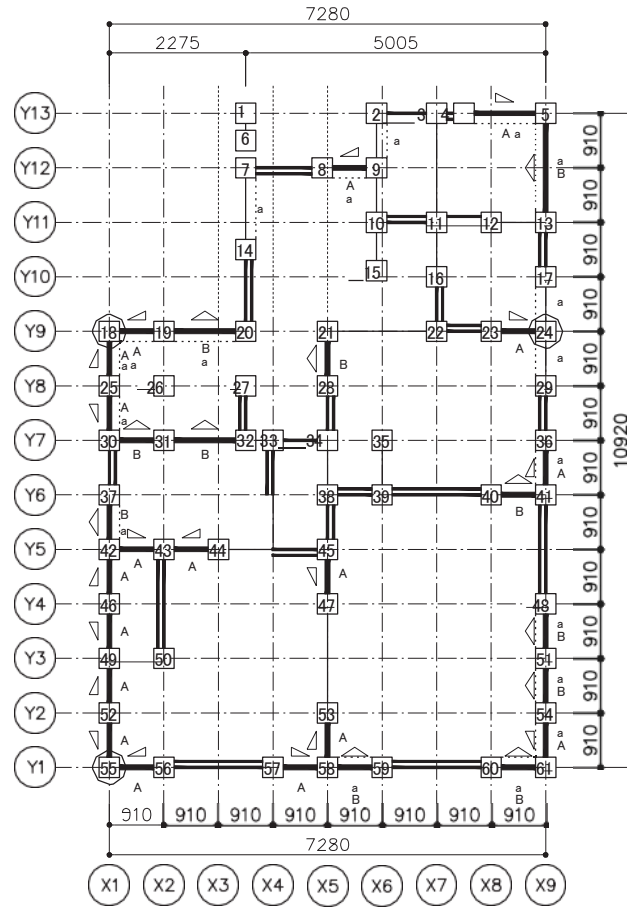 7280
2275 5005
Y13 1 2 3 4 5
A a
6 a 910
Y12 7 8 9 a
A B
a 910
a
Y11 10 11 12 13
910
14
Y10 15 16 17
a 910
Y9 18 19 20 21 22 23 24
A A B B A
a a a a 910
Y8 25 26 27 28 29
A
a 910
Y7 30 31 32 33 34 35 36 10920
B B a
A 910
Y6 37 38 39 40 41
B B
a 910
Y5 42 43 44 45
A A A
A 910
Y4 46 47 48
A a
B 910
Y3 49 50 51
A a
B 910
Y2 52 53 54
A A a
A 910
Y1 55 56 57 58 59 60 61
A A a a
B B
910 910 910 910 910 910 910 910
7280
X1 X2 X3 X4 X5 X6 X7 X8 X9